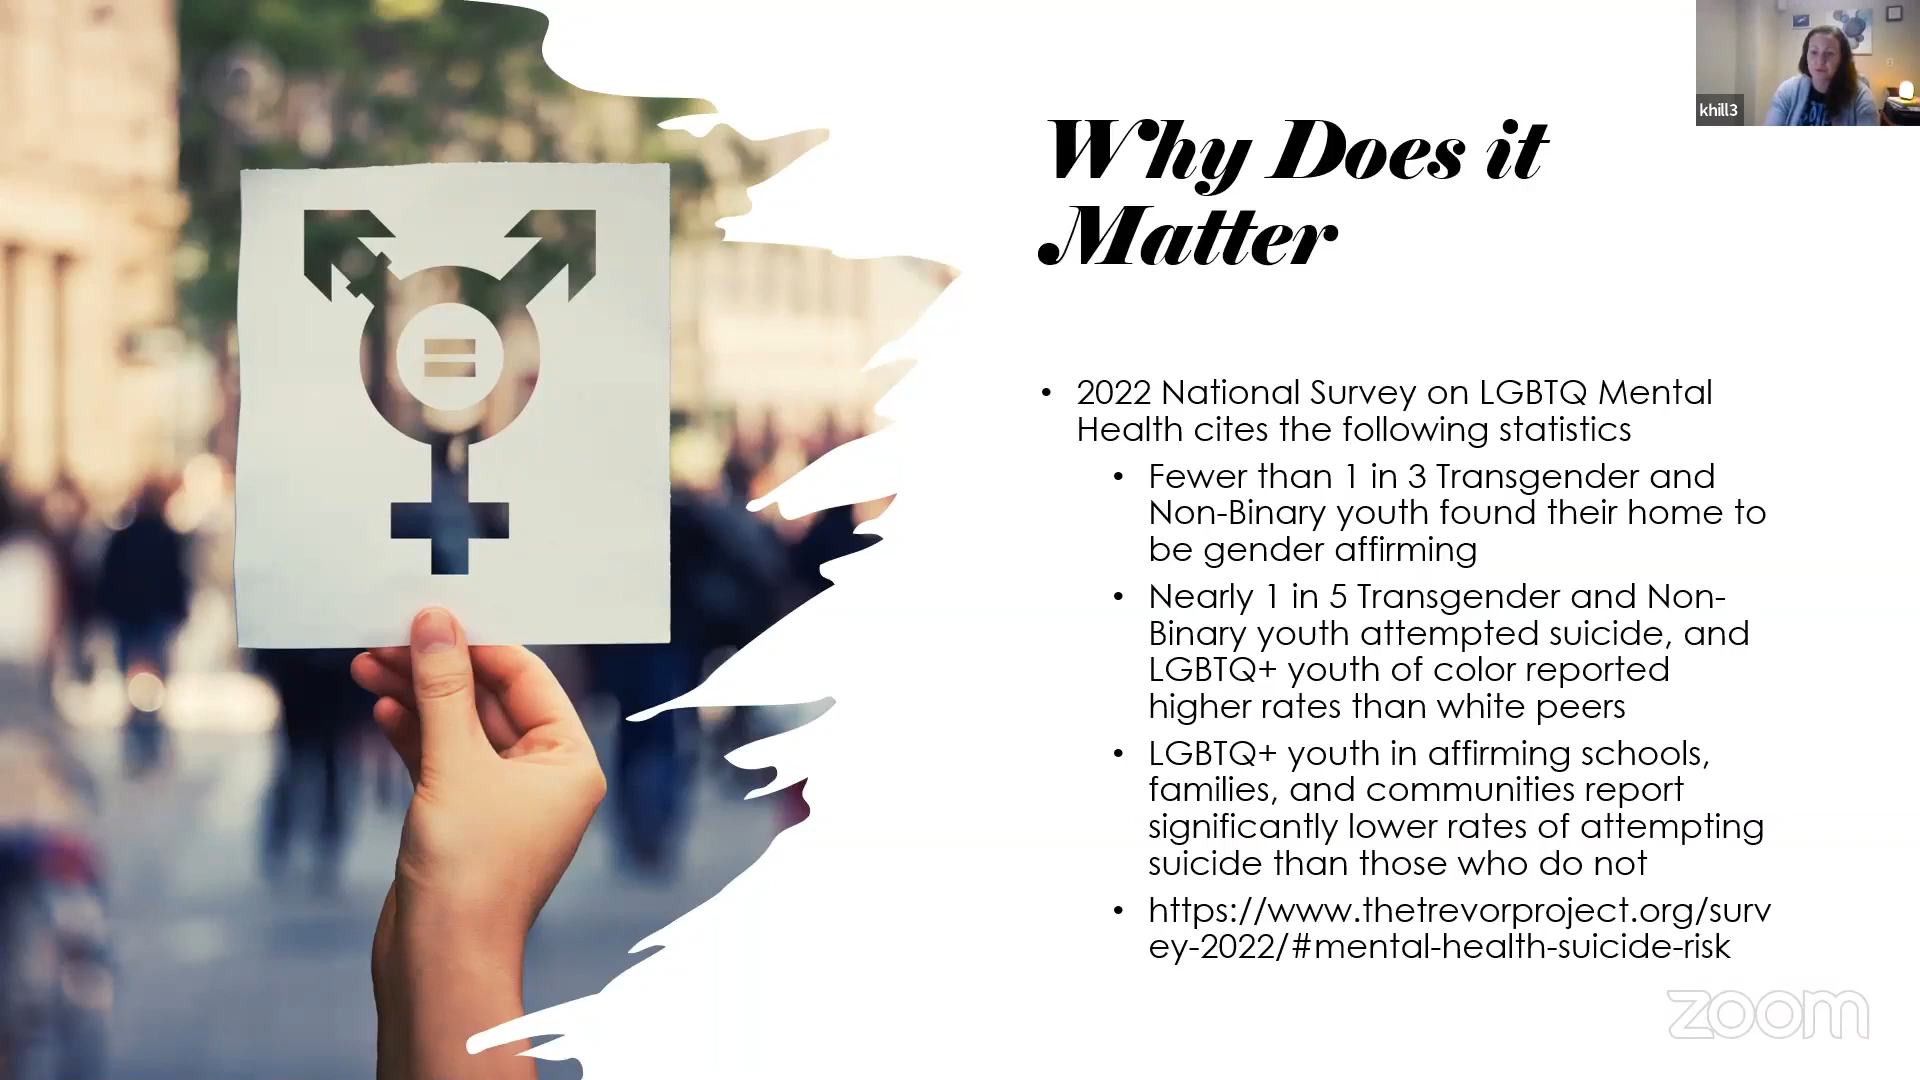 khill3
Why Does it
Matter
• 2022 National Survey on LGBTQ Mental
Health cites the following statistics
• Fewer than 1 in 3 Transgender and
Non-Binary youth found their home to
be gender affirming
• Nearly 1 in 5 Transgender and Non-
Binary youth attempted suicide, and
LGBTQ+ youth of color reported
higher rates than white peers
• LGBTQ+ youth in affirming schools,
families, and communities report
significantly lower rates of attempting
suicide than those who do not
• https://www.thetrevorproject.org/surv
ey-2022/#mental-health-suicide-risk
zoom